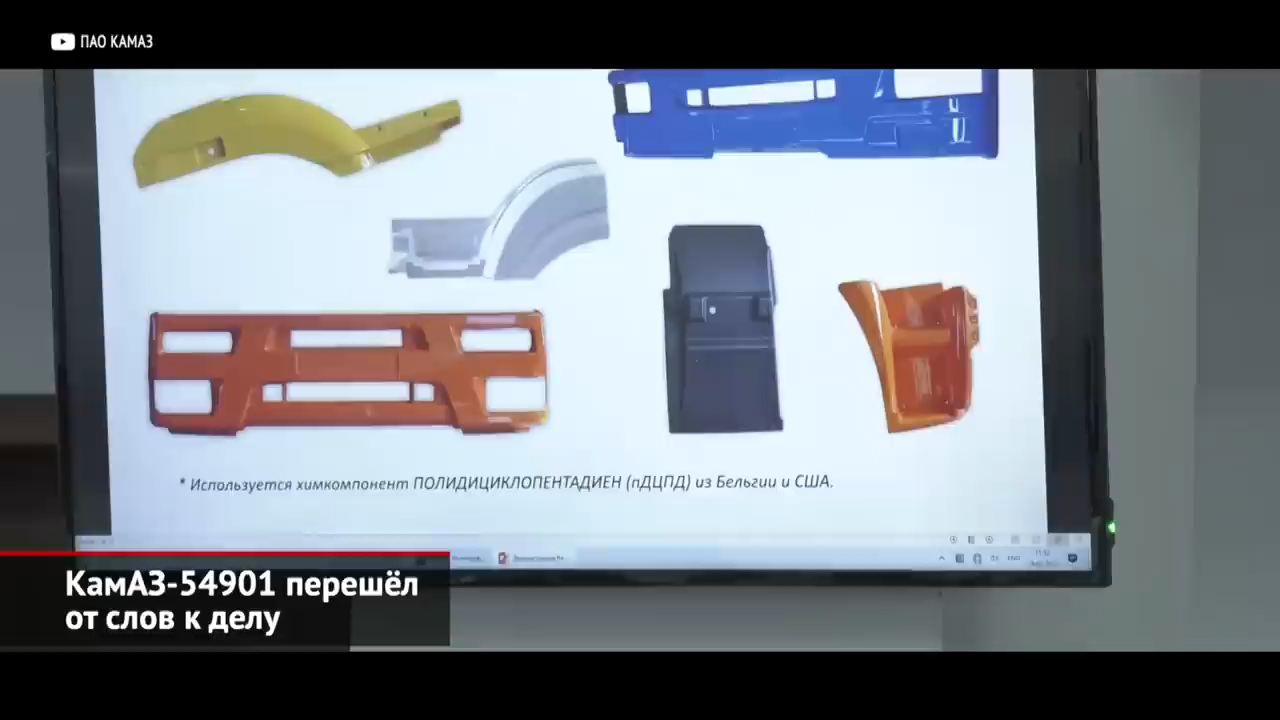 ПАО КАМАЗ
* Используется химкомпонент ПОЛИДИЦИКЛОПЕНТАДИЕН (пДЦПД) из Бельгии и США.
КамАЗ-54901 перешёл
от слов к делу